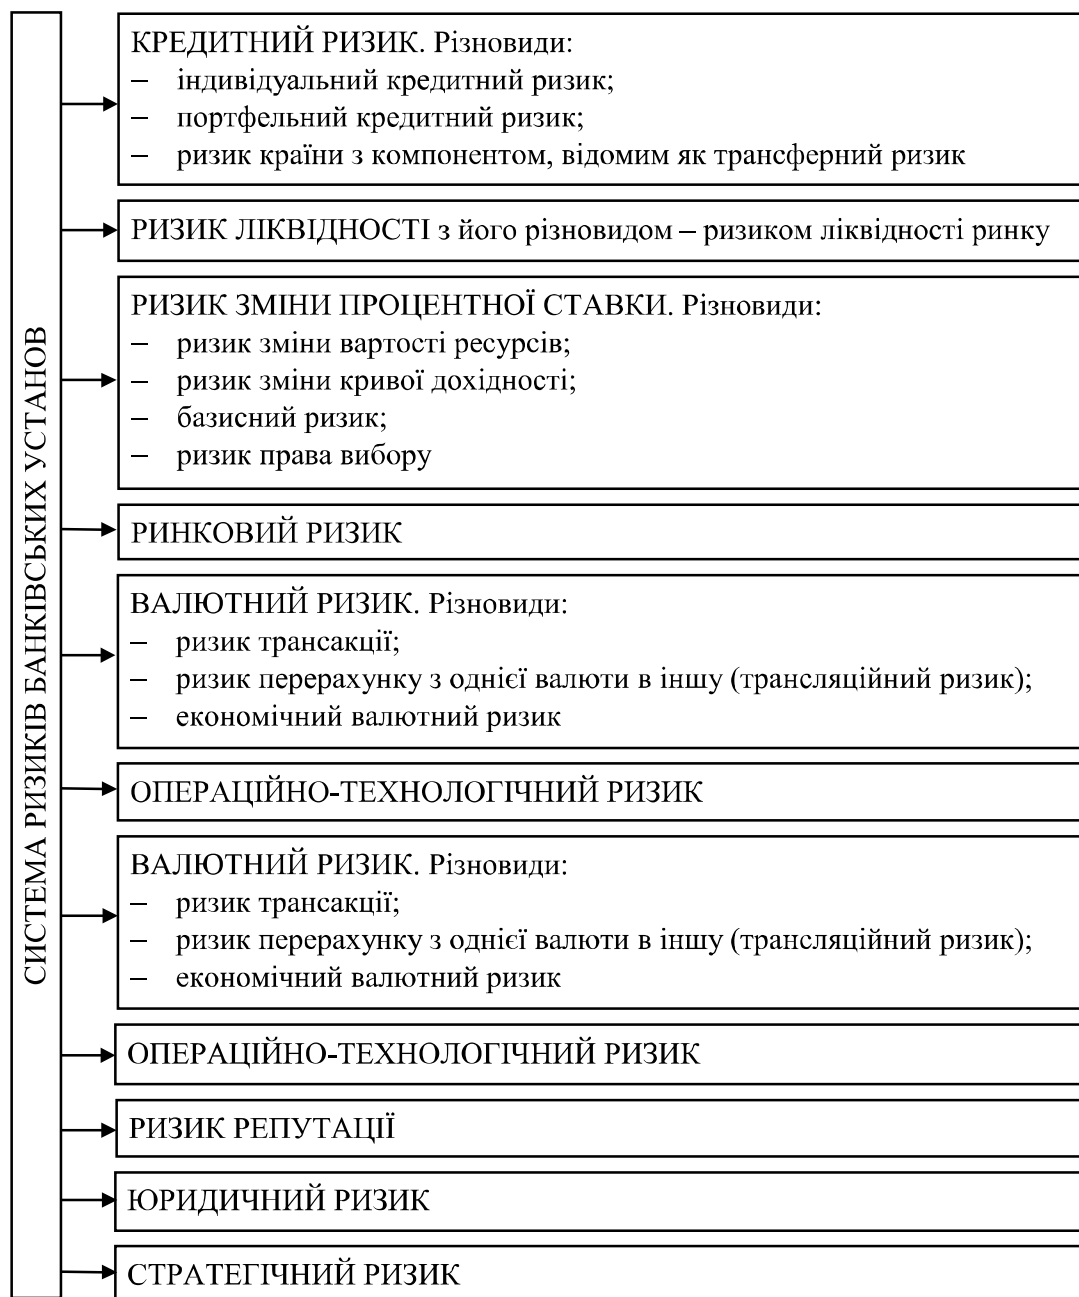 СИСТЕМА РИЗИКІВ БАНКІВСЬКИХ УСТАНОВ
КРЕДИТНИЙ РИЗИК. Різновиди:
– індивідуальний кредитний ризик;
– портфельний кредитний ризик;
– ризик країни з компонентом, відомим як трансферний ризик
РИЗИК ЛІКВІДНОСТІ з його різновидом – ризиком ліквідності ринку
РИЗИК ЗМІНИ ПРОЦЕНТНОЇ СТАВКИ. Різновиди:
– ризик зміни вартості ресурсів;
– ризик зміни кривої дохідності;
– базисний ризик;
– ризик права вибору
РИНКОВИЙ РИЗИК
ВАЛЮТНИЙ РИЗИК. Різновиди:
– ризик трансакції;
– ризик перерахунку з однієї валюти в іншу (трансляційний ризик);
– економічний валютний ризик
ОПЕРАЦІЙНО-ТЕХНОЛОГІЧНИЙ РИЗИК
ВАЛЮТНИЙ РИЗИК. Різновиди:
– ризик трансакції;
– ризик перерахунку з однієї валюти в іншу (трансляційний ризик);
– економічний валютний ризик
ОПЕРАЦІЙНО-ТЕХНОЛОГІЧНИЙ РИЗИК
РИЗИК РЕПУТАЦІЇ
ЮРИДИЧНИЙ РИЗИК
СТРАТЕГІЧНИЙ РИЗИК